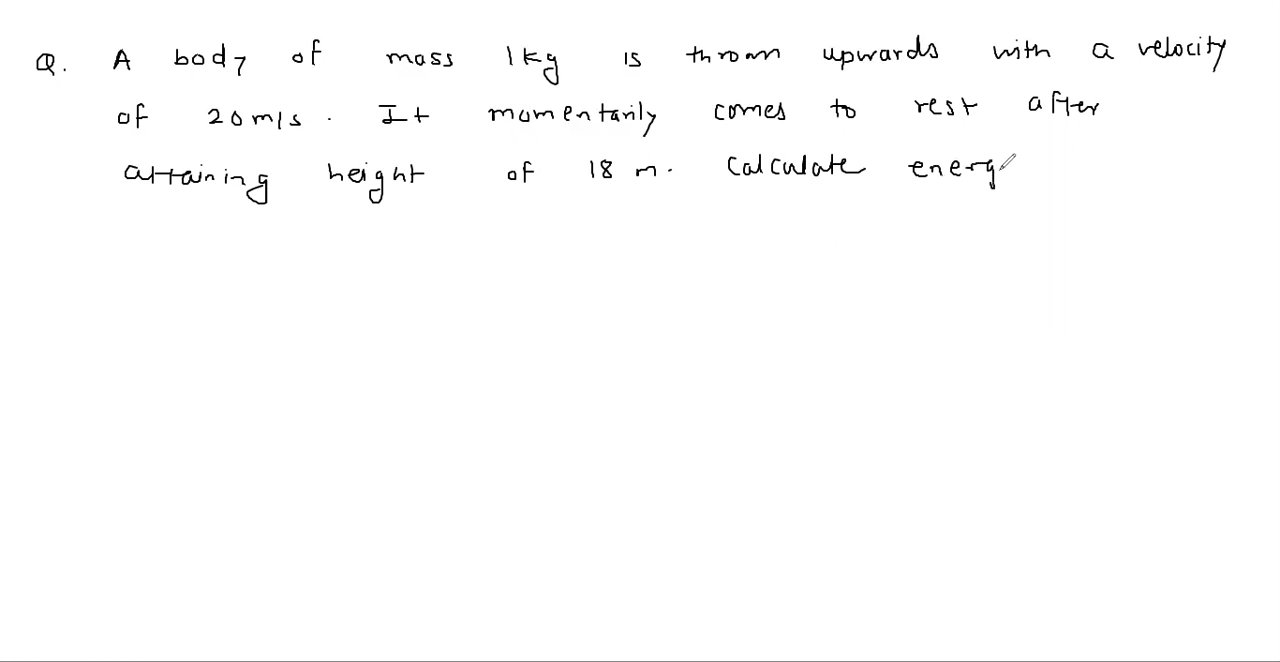 Q. A body of mass 1kg is thrown upwards with a velocity
of 20m/s. It momentarily comes to rest after
attaining height of 18 m. Calculate energy